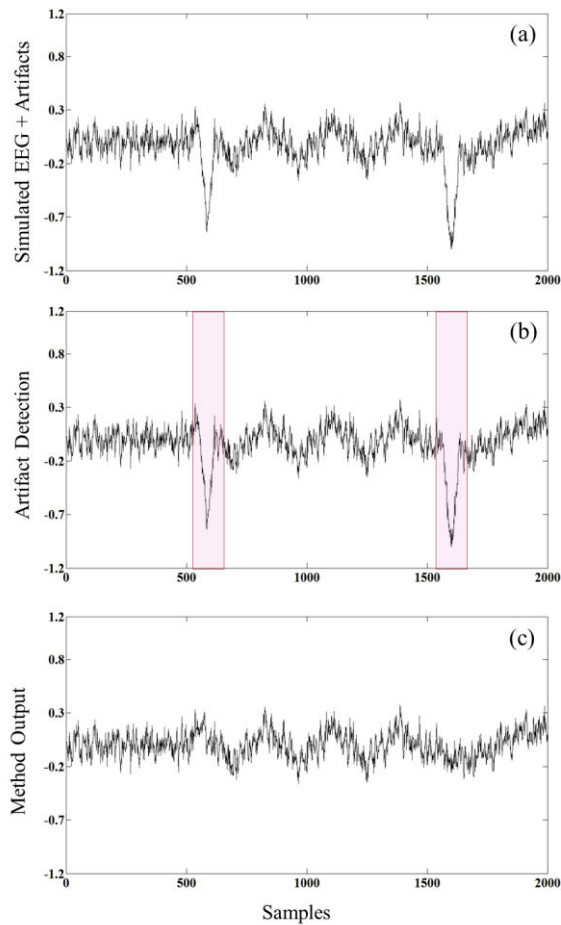 (a)
Simulated EEG + Artifacts
1.2
0.8
0.3
-0.2
-0.7
-1.2
0 500 1000 1500 2000
(b)
Artifact Detection
1.2
0.8
0.3
-0.2
-0.7
-1.2
0 500 1000 1500 2000
(c)
Method Output
1.2
0.8
0.3
-0.2
-0.7
-1.2
0 500 1000 1500 2000
Samples